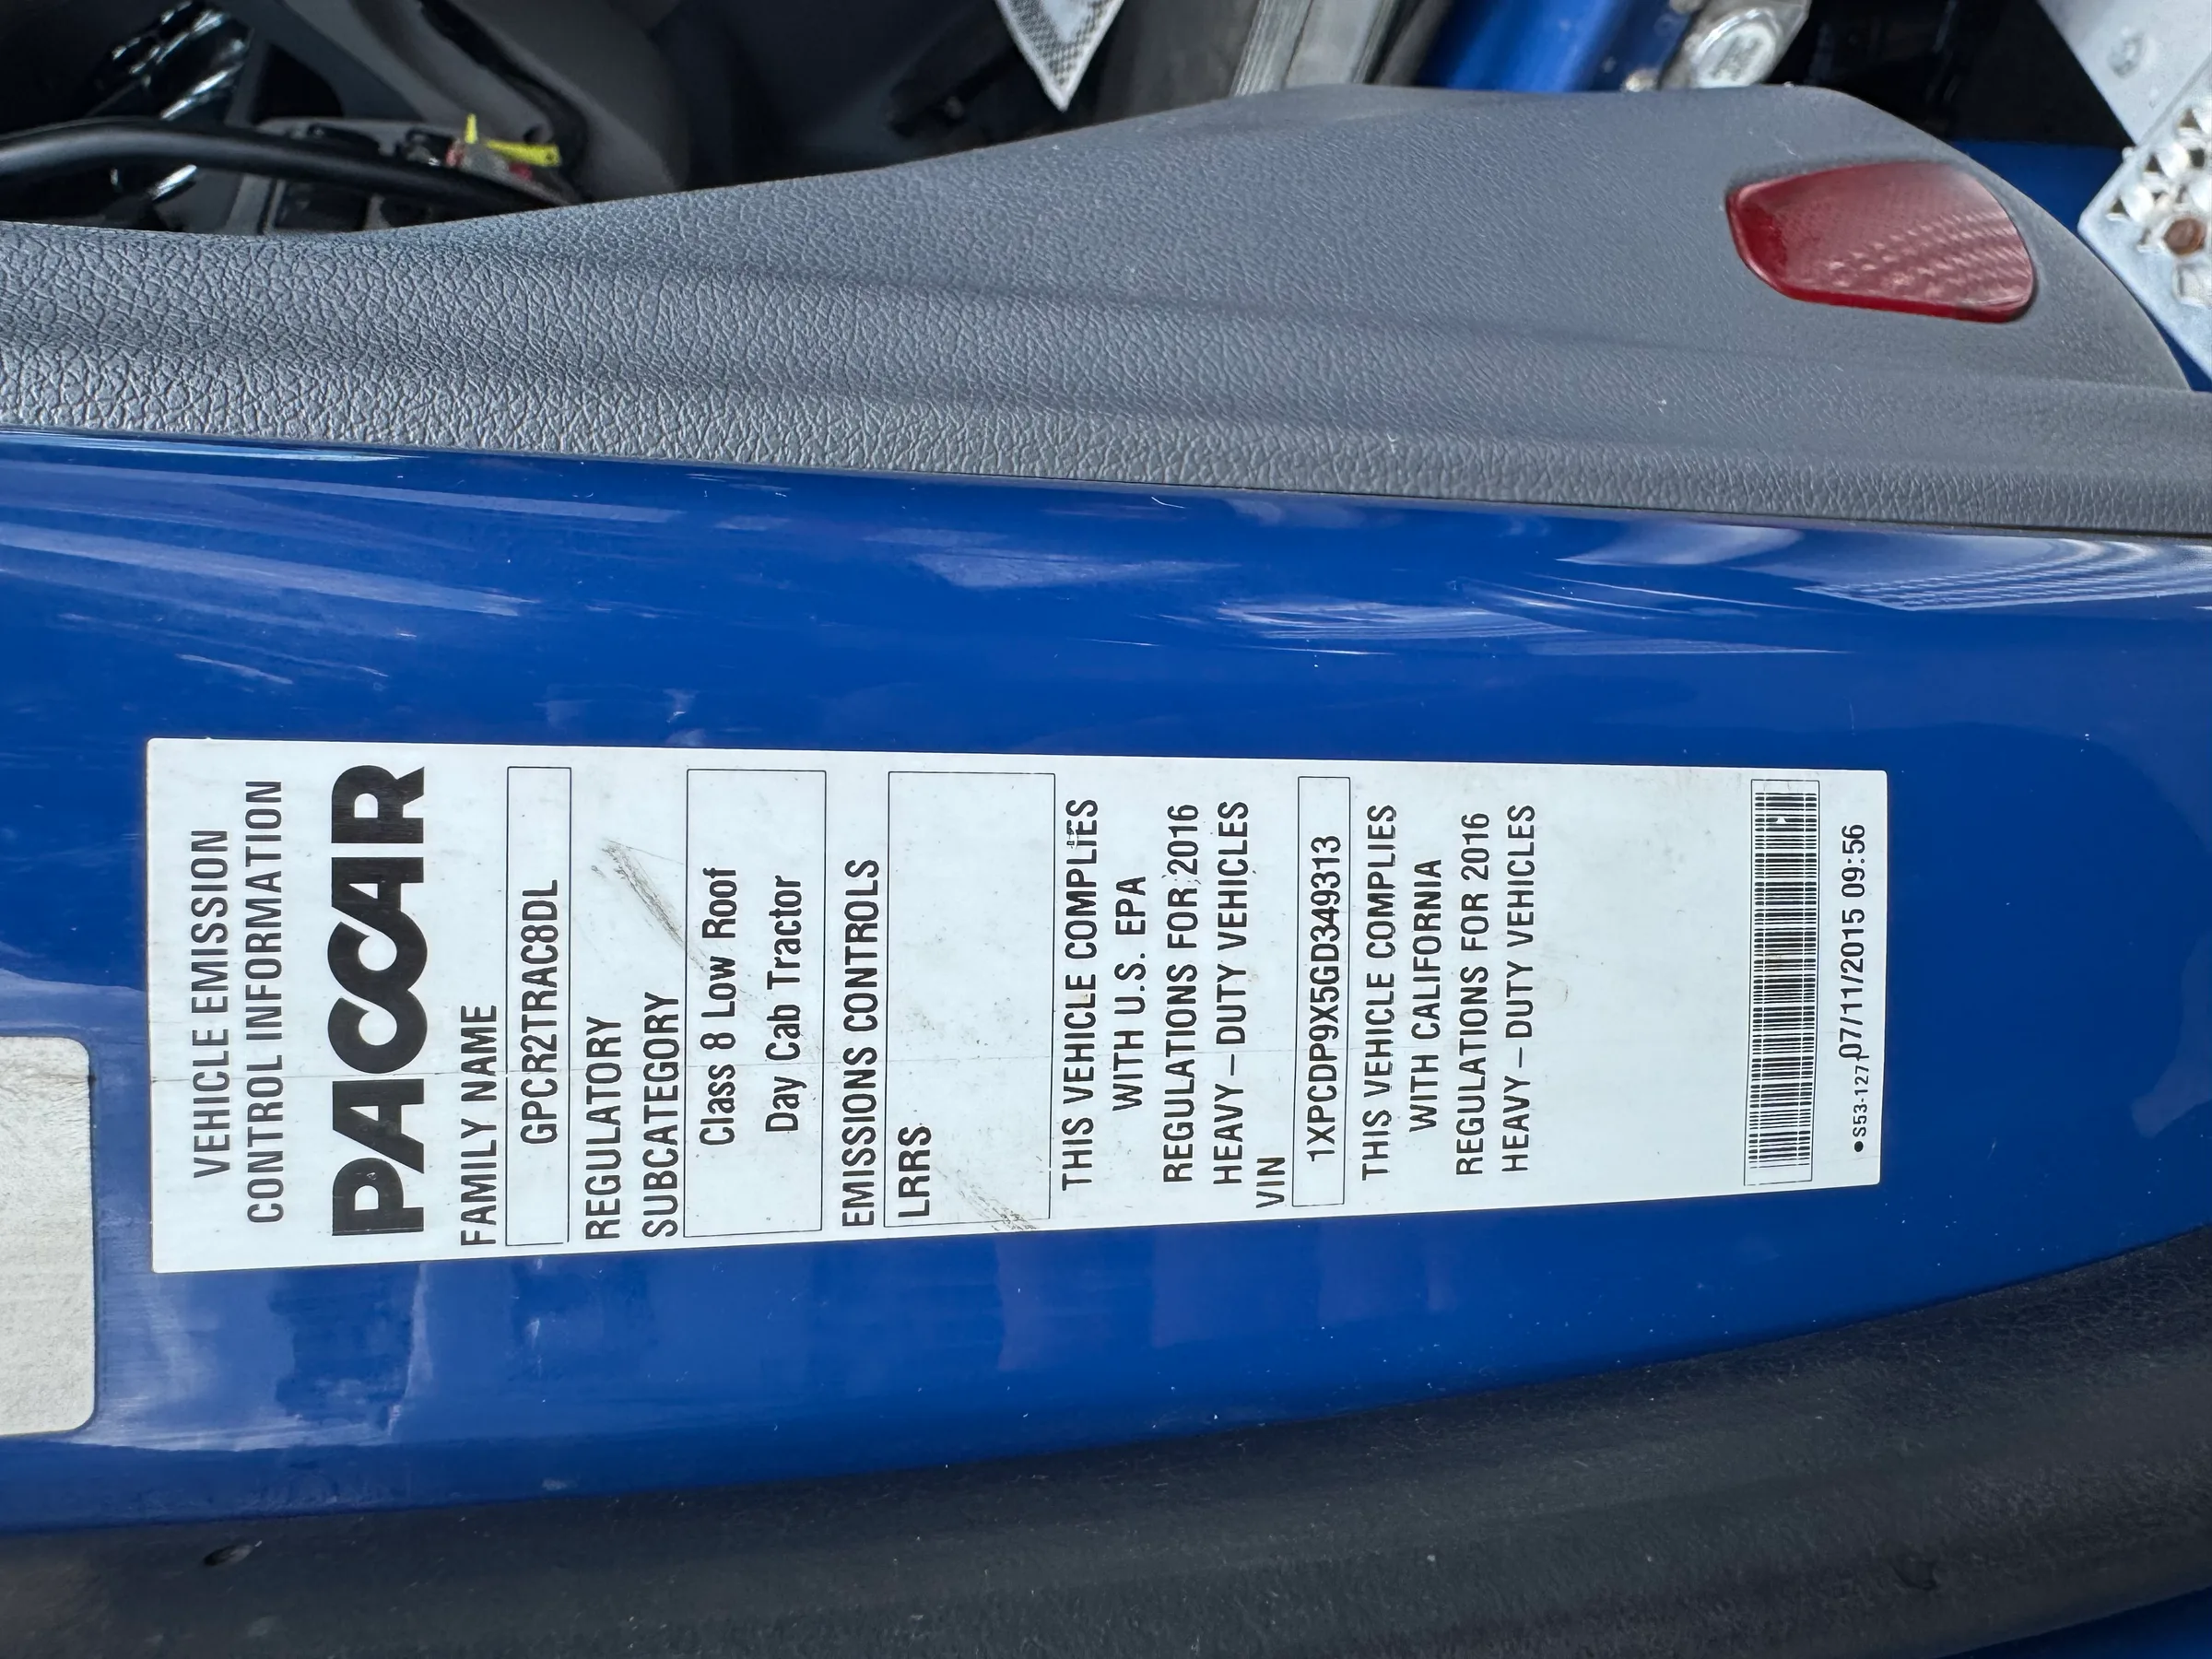 VEHICLE EMISSION
CONTROL INFORMATION
PACCAR
FAMILY NAME
GPCR2TRAC8DL
REGULATORY
SUBCATEGORY
Class 8 Low Roof
Day Cab Tractor
EMISSIONS CONTROLS
LRRS
THIS VEHICLE COMPLIES
WITH U.S. EPA
REGULATIONS FOR 2016
HEAVY–DUTY VEHICLES
VIN
1XPCDP9X5GD349313
THIS VEHICLE COMPLIES
WITH CALIFORNIA
REGULATIONS FOR 2016
HEAVY–DUTY VEHICLES
•S53-1271 07/11/2015 09:56